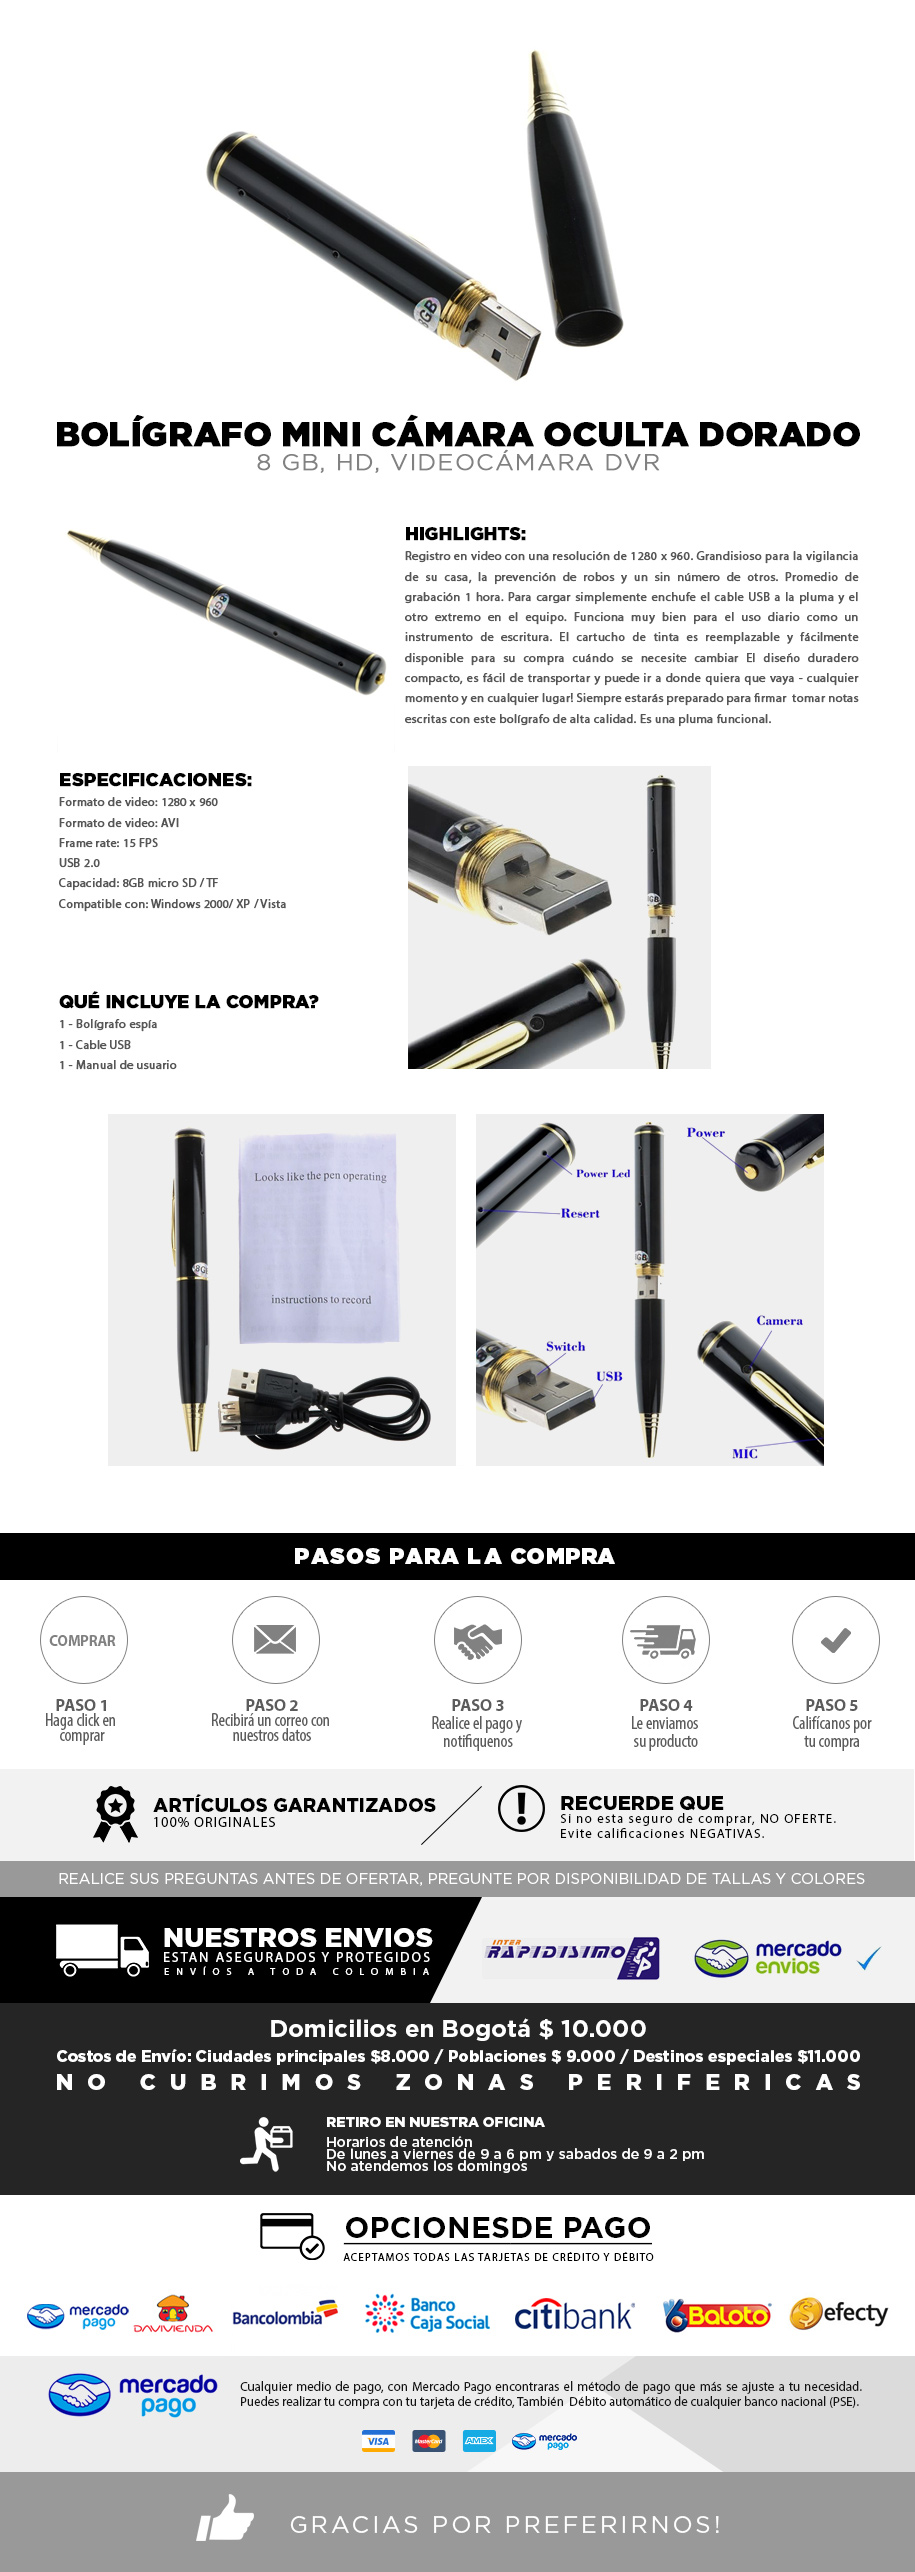 8GB
BOLÍGRAFO MINI CÁMARA OCULTA DORADO
8 GB, HD, VIDEOCÁMARA DVR
8GB
HIGHLIGHTS:
Registro en video con una resolución de 1280 x 960. Grandisioso para la vigilancia
de su casa, la prevención de robos y un sin número de otros. Promedio de
grabación 1 hora. Para cargar simplemente enchufe el cable USB a la pluma y el
otro extremo en el equipo. Funciona muy bien para el uso diario como un
instrumento de escritura. El cartucho de tinta es reemplazable y fácilmente
disponible para su compra cuándo se necesite cambiar El diseño duradero
compacto, es fácil de transportar y puede ir a donde quiera que vaya - cualquier
momento y en cualquier lugar! Siempre estarás preparado para firmar tomar notas
escritas con este bolígrafo de alta calidad. Es una pluma funcional.
ESPECIFICACIONES:
Formato de video: 1280 x 960
Formato de video: AVI
Frame rate: 15 FPS
USB 2.0
Capacidad: 8GB micro SD / TF
Compatible con: Windows 2000/ XP / Vista
8GB
8GB
QUÉ INCLUYE LA COMPRA?
1 - Bolígrafo espía
1 - Cable USB
1 - Manual de usuario
8GB
Looks like the pen operating
instructions to record
Power
Power Led
Resert
8GB
Camera
Switch
USB
MIC
PASOS PARA LA COMPRA
COMPRAR
PASO 1
Haga click en
comprar
PASO 2
Recibirá un correo con
nuestros datos
PASO 3
Realice el pago y
notifiquenos
PASO 4
Le enviamos
su producto
PASO 5
Califícanos por
tu compra
ARTÍCULOS GARANTIZADOS
100% ORIGINALES
RECUERDE QUE
Si no esta seguro de comprar, NO OFERTE.
Evite calificaciones NEGATIVAS.
REALICE SUS PREGUNTAS ANTES DE OFERTAR, PREGUNTE POR DISPONIBILIDAD DE TALLAS Y COLORES
NUESTROS ENVIOS
ESTAN ASEGURADOS Y PROTEGIDOS
ENVÍOS A TODA COLOMBIA
INTER
RAPIDISIMO
mercado
envios
Domicilios en Bogotá $ 10.000
Costos de Envío: Ciudades principales $8.000 / Poblaciones $ 9.000 / Destinos especiales $11.000
NO CUBRIMOS ZONAS PERIFERICAS
RETIRO EN NUESTRA OFICINA
Horarios de atención
De lunes a viernes de 9 a 6 pm y sabados de 9 a 2 pm
No atendemos los domingos
OPCIONESDE PAGO
ACEPTAMOS TODAS LAS TARJETAS DE CRÉDITO Y DÉBITO
mercado
pago
DAVIVIENDA
Bancolombia
Banco
Caja Social
citibank
Baloto
efecty
mercado
pago
Cualquier medio de pago, con Mercado Pago encontraras el método de pago que más se ajuste a tu necesidad.
Puedes realizar tu compra con tu tarjeta de crédito, También Débito automático de cualquier banco nacional (PSE).
VISA
MasterCard
AMEX
mercado
pago
GRACIAS POR PREFERIRNOS!